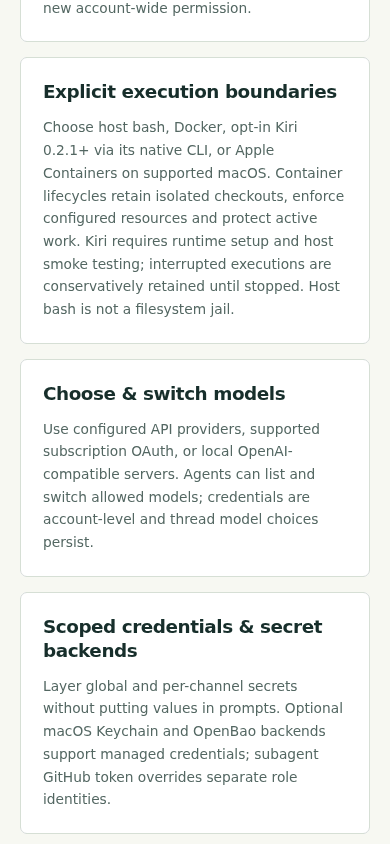 new account-wide permission.
Explicit execution boundaries
Choose host bash, Docker, opt-in Kiri
0.2.1+ via its native CLI, or Apple
Containers on supported macOS. Container
lifecycles retain isolated checkouts, enforce
configured resources and protect active
work. Kiri requires runtime setup and host
smoke testing; interrupted executions are
conservatively retained until stopped. Host
bash is not a filesystem jail.
Choose & switch models
Use configured API providers, supported
subscription OAuth, or local OpenAI-
compatible servers. Agents can list and
switch allowed models; credentials are
account-level and thread model choices
persist.
Scoped credentials & secret
backends
Layer global and per-channel secrets
without putting values in prompts. Optional
macOS Keychain and OpenBao backends
support managed credentials; subagent
GitHub token overrides separate role
identities.